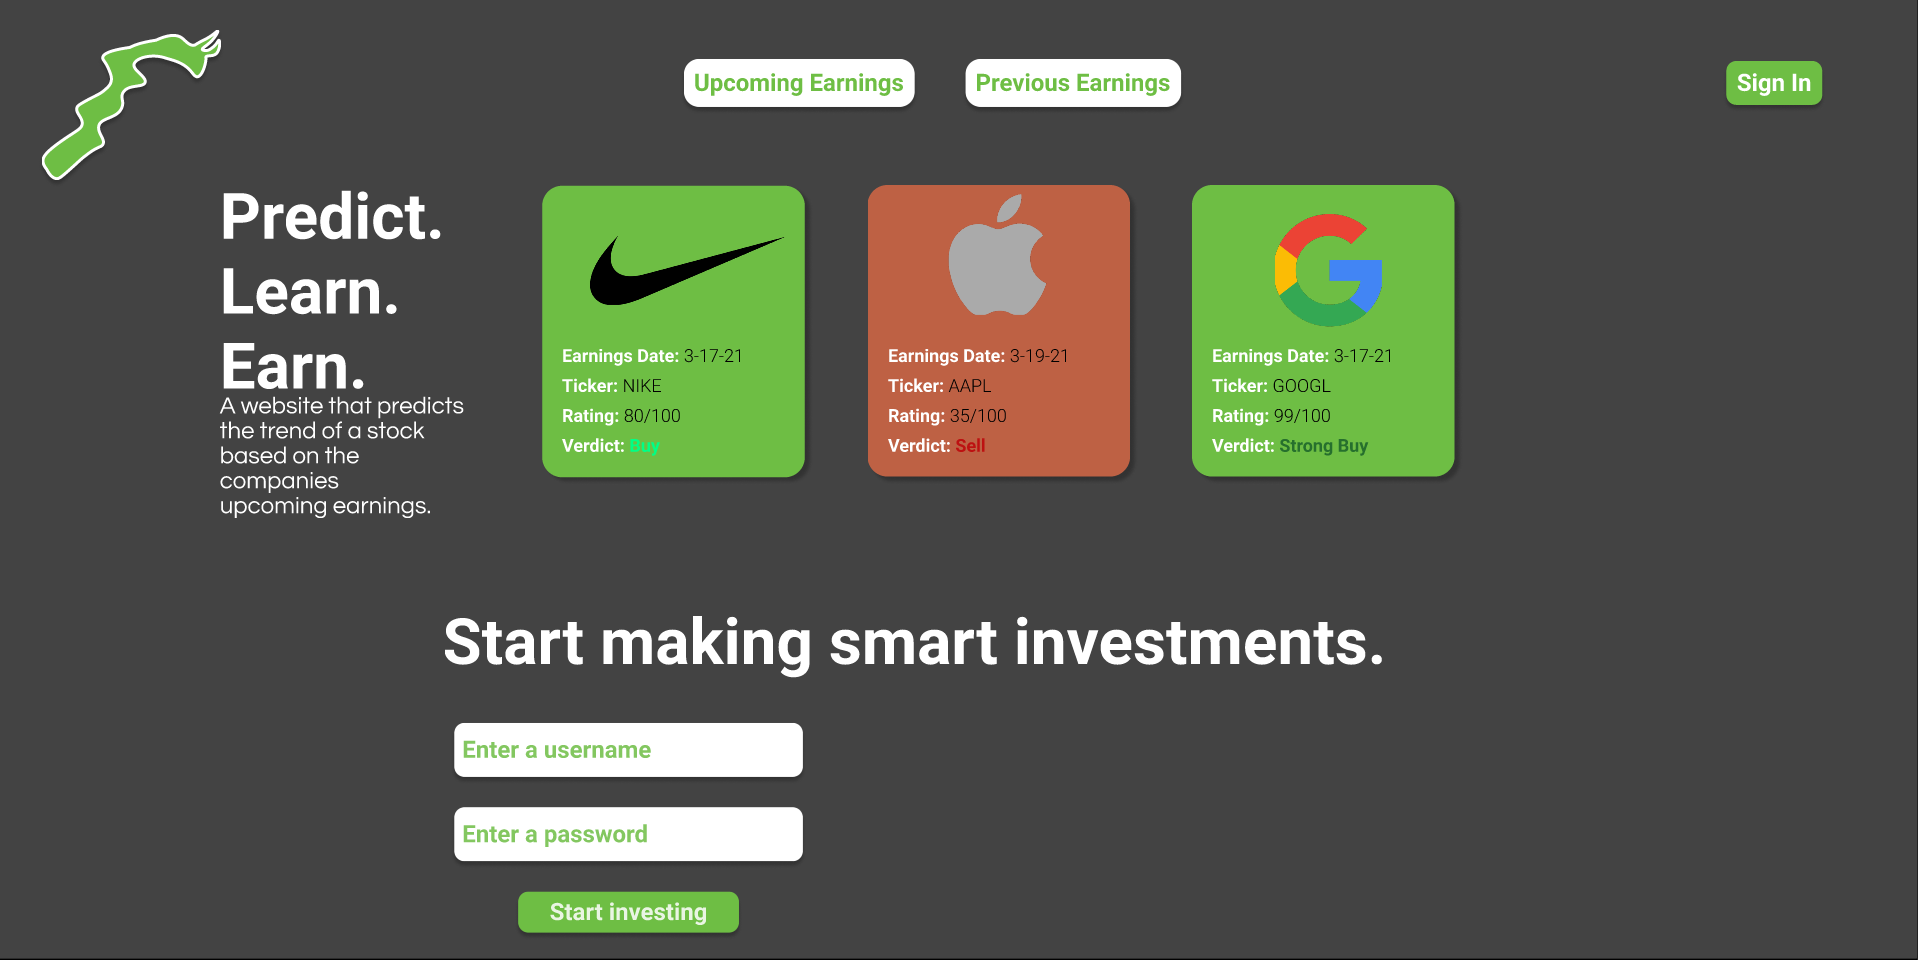 Upcoming Earnings
Previous Earnings
Sign In
Predict.
Learn.
Earn.
A website that predicts
the trend of a stock
based on the
companies
upcoming earnings.
Earnings Date: 3-17-21
Ticker: NIKE
Rating: 80/100
Verdict: Buy
Earnings Date: 3-19-21
Ticker: AAPL
Rating: 35/100
Verdict: Sell
Earnings Date: 3-17-21
Ticker: GOOGL
Rating: 99/100
Verdict: Strong Buy
Start making smart investments.
Enter a username
Enter a password
Start investing